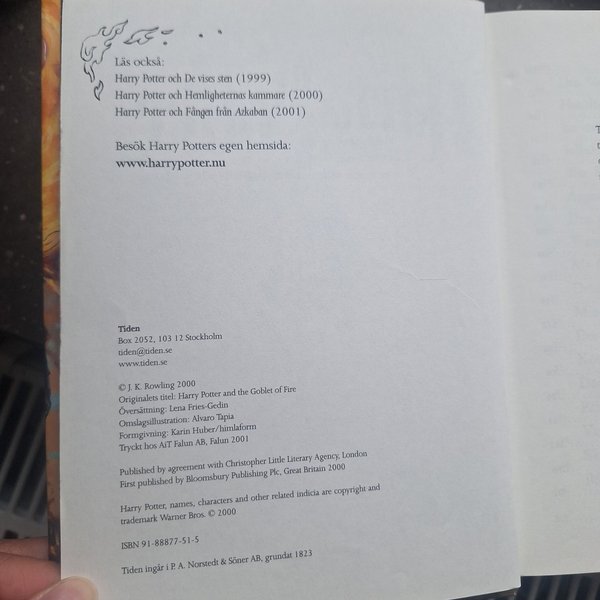 Läs också:
Harry Potter och De vises sten (1999)
Harry Potter och Hemligheternas kammare (2000)
Harry Potter och Fången från Azkaban (2001)
Besök Harry Potters egen hemsida:
www.harrypotter.nu
Tiden
Box 2052, 103 12 Stockholm
tiden@tiden.se
www.tiden.se
© J. K. Rowling 2000
Originalets titel: Harry Potter and the Goblet of Fire
Översättning: Lena Fries-Gedin
Omslagsillustration: Alvaro Tapia
Formgivning: Karin Huber/himlaform
Tryckt hos AiT Falun AB, Falun 2001
Published by agreement with Christopher Little Literary Agency, London
First published by Bloomsbury Publishing Plc, Great Britain 2000
Harry Potter, names, characters and other related indicia are copyright and
trademark Warner Bros. © 2000
ISBN 91-88877-51-5
Tiden ingår i P. A. Norstedt & Söner AB, grundat 1823